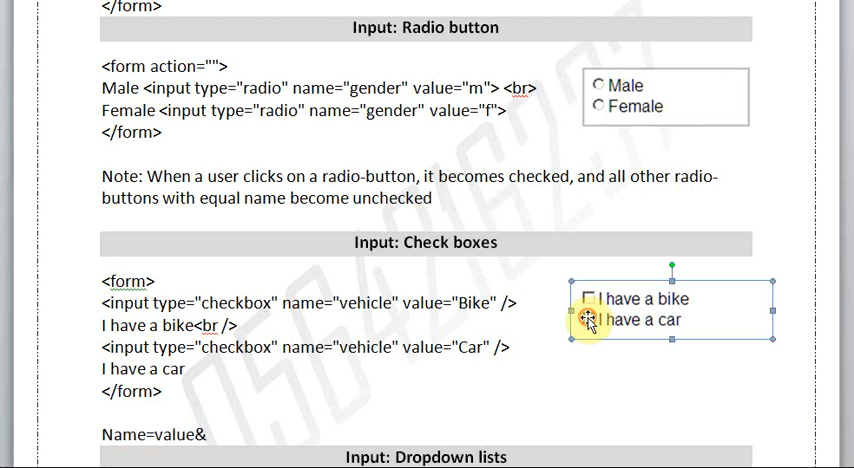 </form>
Input: Radio button
<form action="">
Male <input type="radio" name="gender" value="m"> <br>
Female <input type="radio" name="gender" value="f">
</form>
Male
Female
Note: When a user clicks on a radio-button, it becomes checked, and all other radio-
buttons with equal name become unchecked
Input: Check boxes
<form>
<input type="checkbox" name="vehicle" value="Bike" />
I have a bike<br />
<input type="checkbox" name="vehicle" value="Car" />
I have a car
</form>
I have a bike
I have a car
Name=value&
Input: Dropdown lists